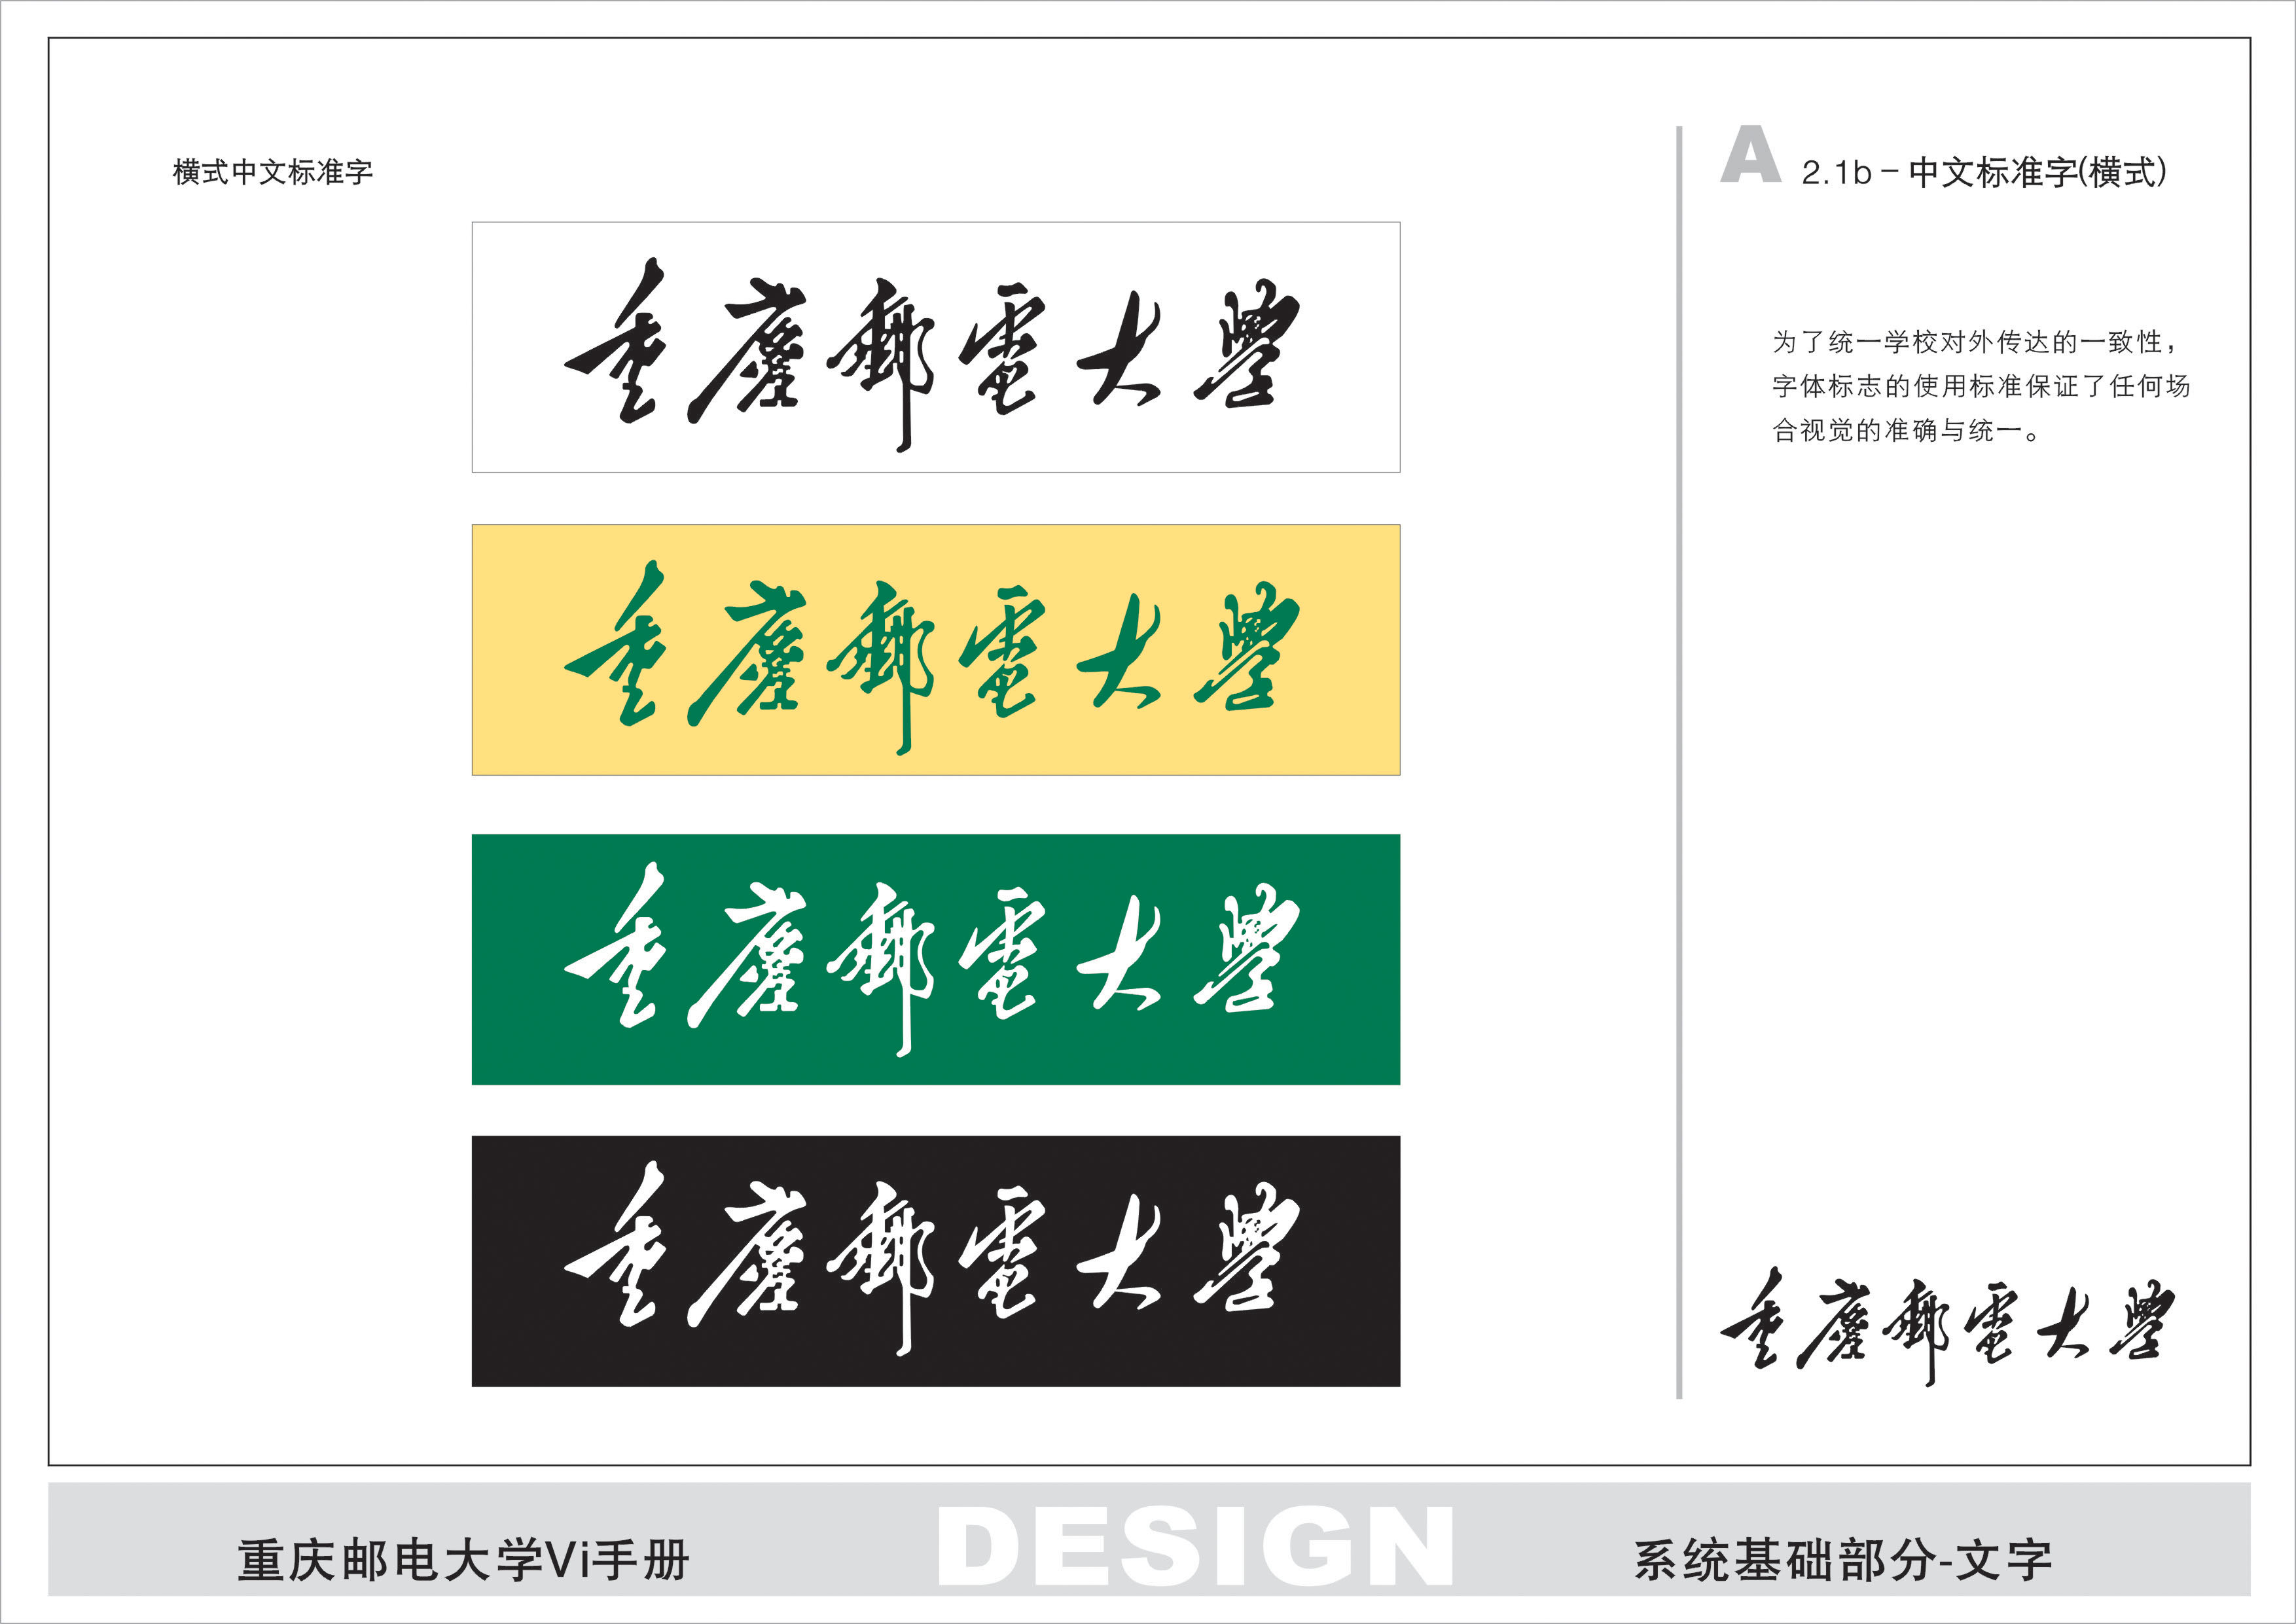 横式中文标准字
重慶郵電大學
重慶郵電大學
重慶郵電大學
重慶郵電大學
A 2.1b-中文标准字(横式)
为了统一学校对外传达的一致性，
字体标志的使用标准保证了任何场
合视觉的准确与统一。
重慶郵電大學
重庆邮电大学Vi手册
DESIGN
系统基础部分-文字